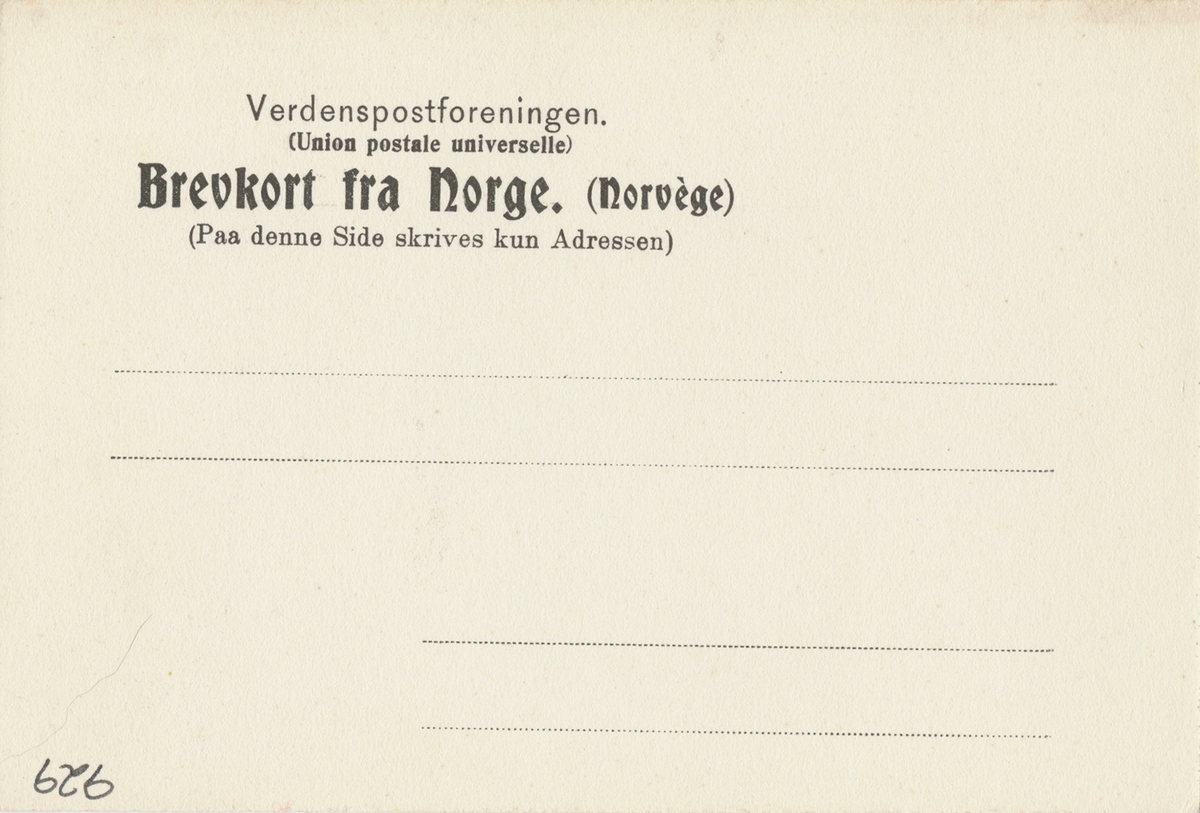 Verdenspostforeningen.
(Union postale universelle)
Brevkort fra Norge. (Norvège)
(Paa denne Side skrives kun Adressen)
929